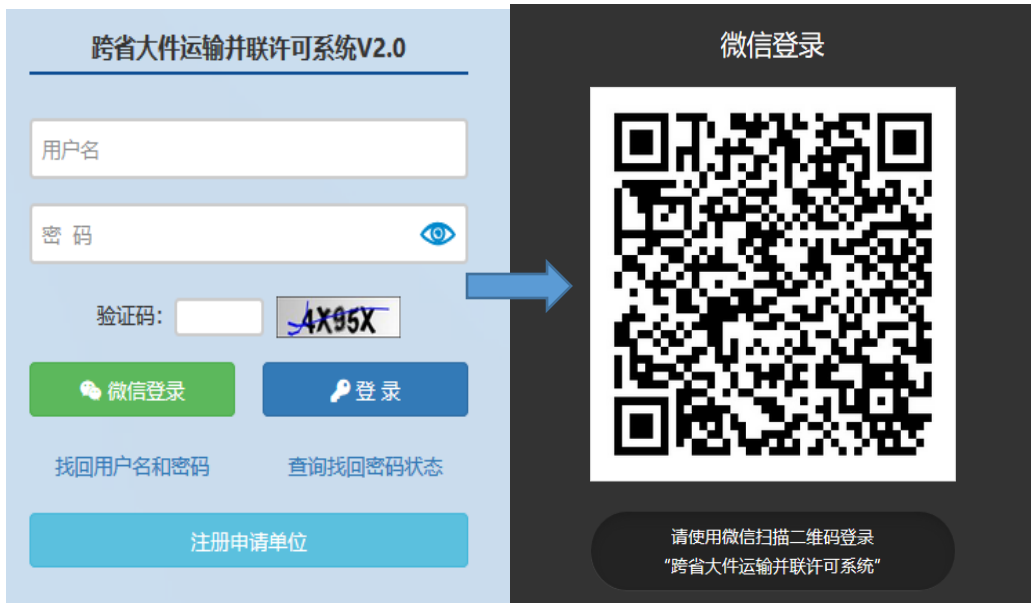 跨省大件运输并联许可系统V2.0
用户名
密 码
验证码：
4X95X
微信登录
登 录
找回用户名和密码
查询找回密码状态
注册申请单位
微信登录
请使用微信扫描二维码登录
“跨省大件运输并联许可系统”